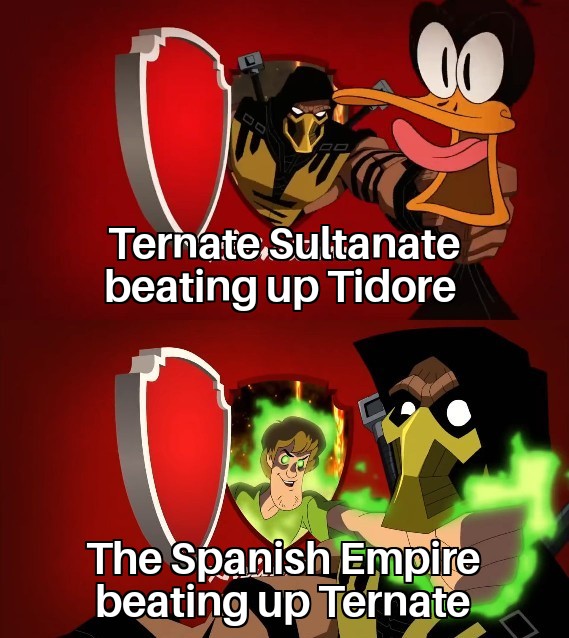 Ternate Sultanate
beating up Tidore
The Spanish Empire
beating up Ternate